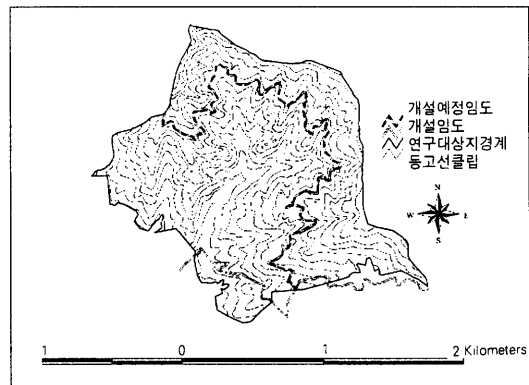 개설예정임도
개설임도
연구대상지경계
등고선클립
N
W E
S
1 0 1 2 Kilometers